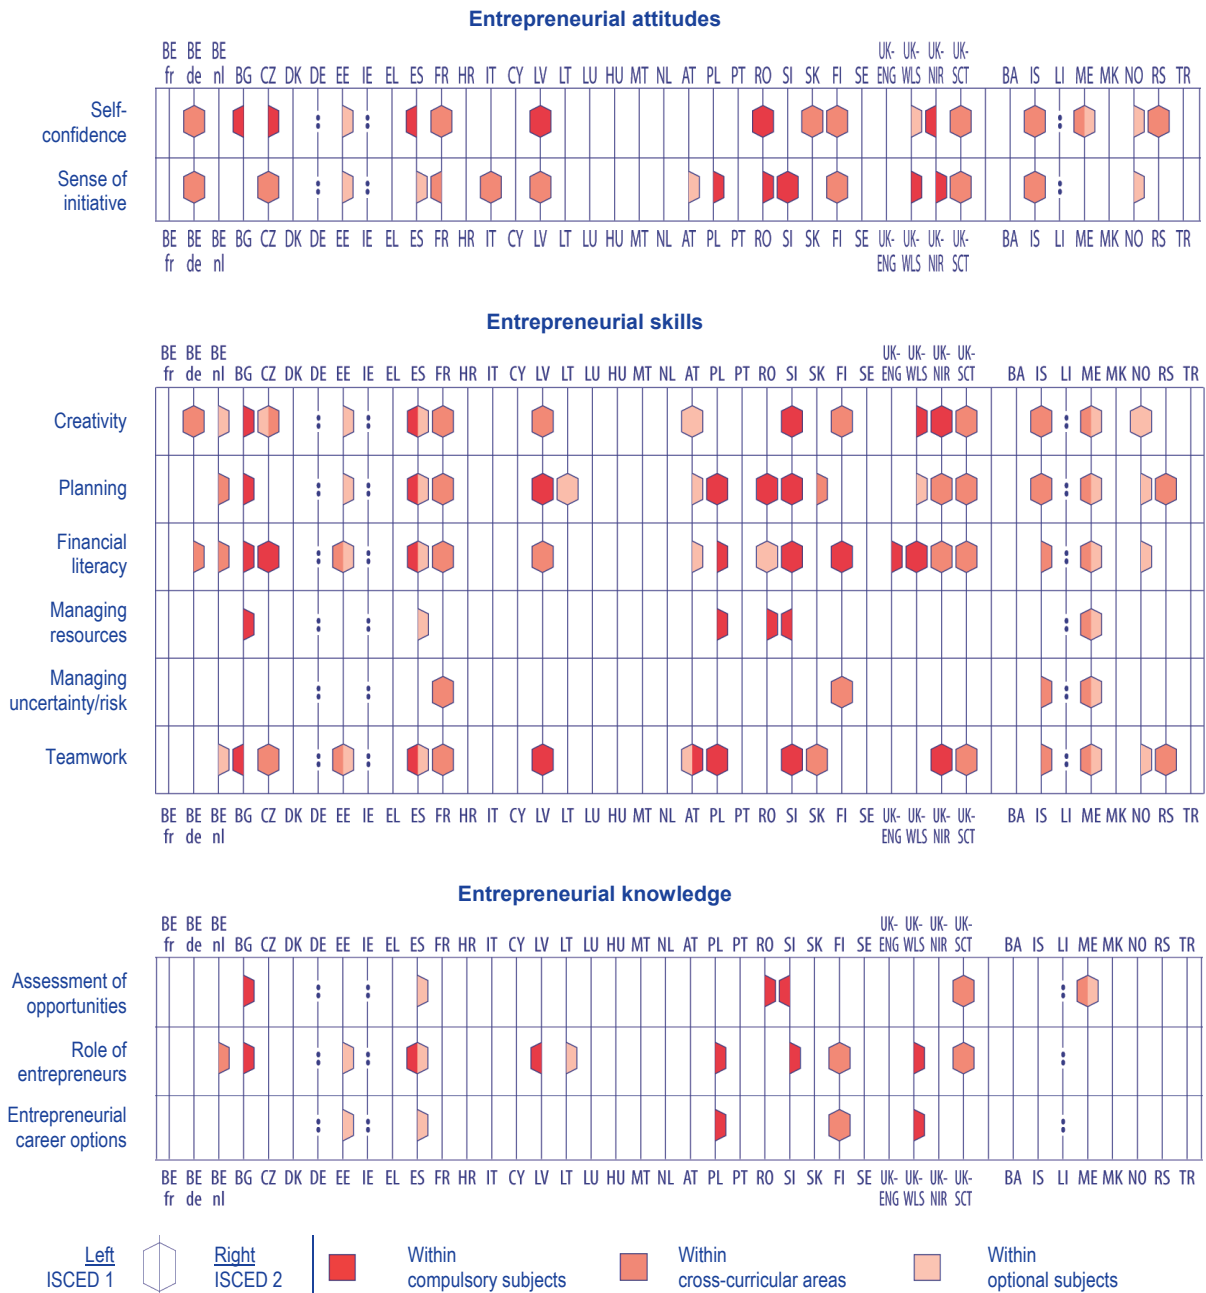 Entrepreneurial attitudes
BE BE BE UK- UK- UK- UK-
fr de nl BG CZ DK DE EE IE EL ES FR HR IT CY LV LT LU HU MT NL AT PL PT RO SI SK FI SE ENG WLS NIR SCT BA IS LI ME MK NO RS TR
Self-
confidence
Sense of
initiative
BE BE BE BG CZ DK DE EE IE EL ES FR HR IT CY LV LT LU HU MT NL AT PL PT RO SI SK FI SE UK- UK- UK- UK- BA IS LI ME MK NO RS TR
fr de nl ENG WLS NIR SCT
Entrepreneurial skills
BE BE BE UK- UK- UK- UK-
fr de nl BG CZ DK DE EE IE EL ES FR HR IT CY LV LT LU HU MT NL AT PL PT RO SI SK FI SE ENG WLS NIR SCT BA IS LI ME MK NO RS TR
Creativity
Planning
Financial
literacy
Managing
resources
Managing
uncertainty/risk
Teamwork
BE BE BE BG CZ DK DE EE IE EL ES FR HR IT CY LV LT LU HU MT NL AT PL PT RO SI SK FI SE UK- UK- UK- UK- BA IS LI ME MK NO RS TR
fr de nl ENG WLS NIR SCT
Entrepreneurial knowledge
BE BE BE UK- UK- UK- UK-
fr de nl BG CZ DK DE EE IE EL ES FR HR IT CY LV LT LU HU MT NL AT PL PT RO SI SK FI SE ENG WLS NIR SCT BA IS LI ME MK NO RS TR
Assessment of
opportunities
Role of
entrepreneurs
Entrepreneurial
career options
BE BE BE BG CZ DK DE EE IE EL ES FR HR IT CY LV LT LU HU MT NL AT PL PT RO SI SK FI SE UK- UK- UK- UK- BA IS LI ME MK NO RS TR
fr de nl ENG WLS NIR SCT
Left Right Within Within Within
ISCED 1 ISCED 2 compulsory subjects cross-curricular areas optional subjects